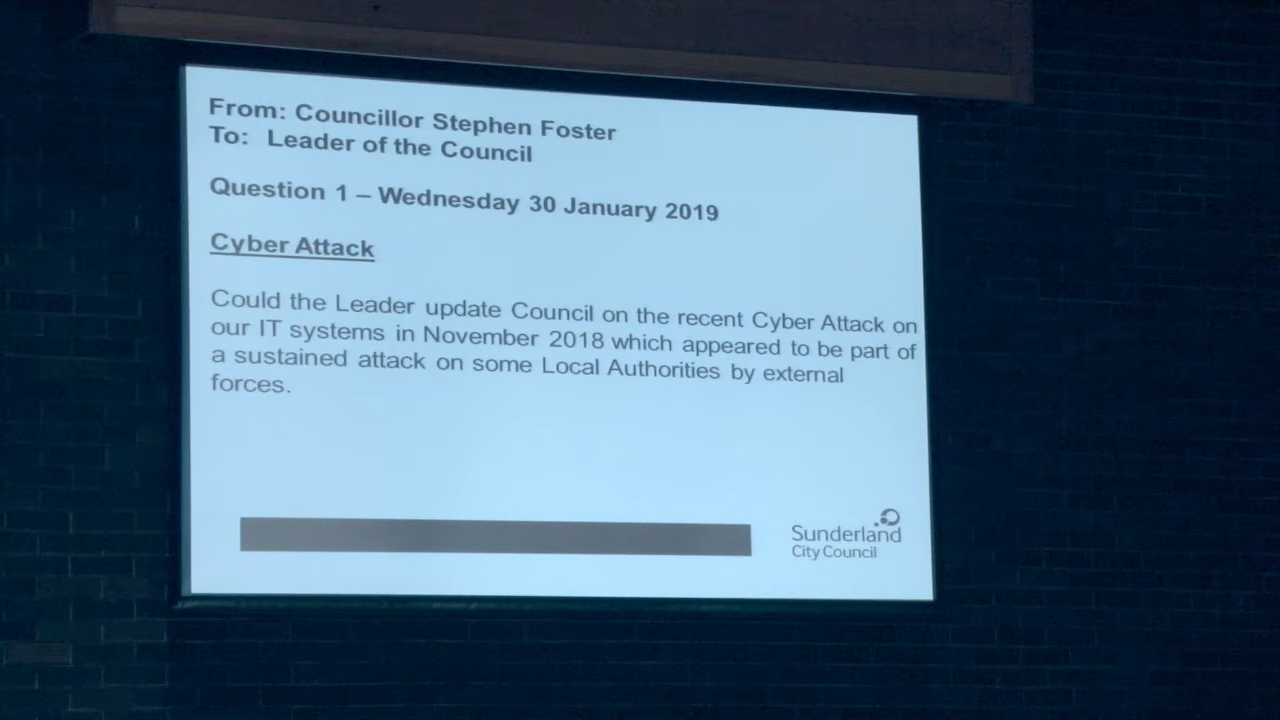 From: Councillor Stephen Foster
To: Leader of the Council
Question 1 – Wednesday 30 January 2019
Cyber Attack
Could the Leader update Council on the recent Cyber Attack on
our IT systems in November 2018 which appeared to be part of
a sustained attack on some Local Authorities by external
forces.
Sunderland
City Council